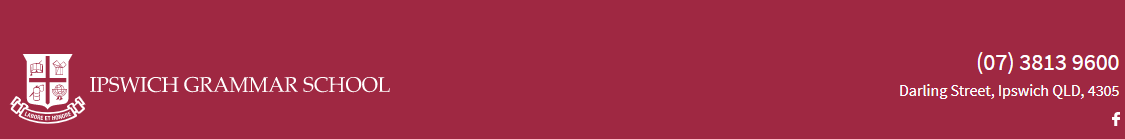 IPSWICH GRAMMAR SCHOOL
LABORE ET HONORE
(07) 3813 9600
Darling Street, Ipswich QLD, 4305